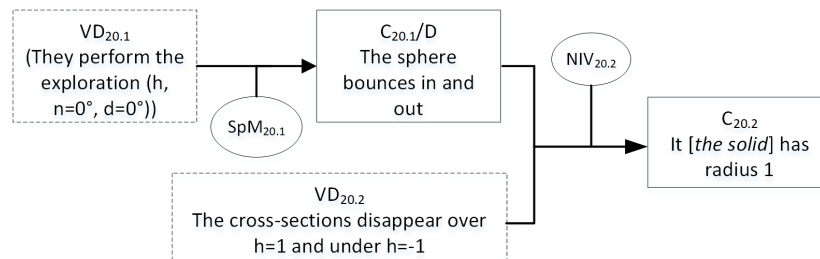 VD20.1
(They perform the
exploration (h,
n=0°, d=0°))
SpM20.1
C20.1/D
The sphere
bounces in and
out
NIV20.2
VD20.2
The cross-sections disappear over
h=1 and under h=-1
C20.2
It [the solid] has
radius 1